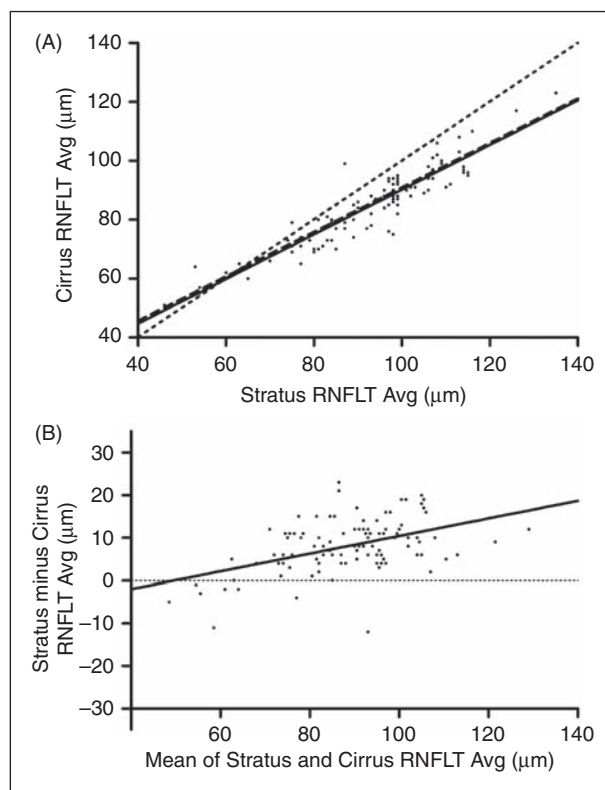 (A)
140
120
100
80
60
40
Cirrus RNFLT Avg (μm)
40 60 80 100 120 140
Stratus RNFLT Avg (μm)
(B)
30
20
10
0
–10
–20
–30
Stratus minus Cirrus
RNFLT Avg (μm)
60 80 100 120 140
Mean of Stratus and Cirrus RNFLT Avg (μm)